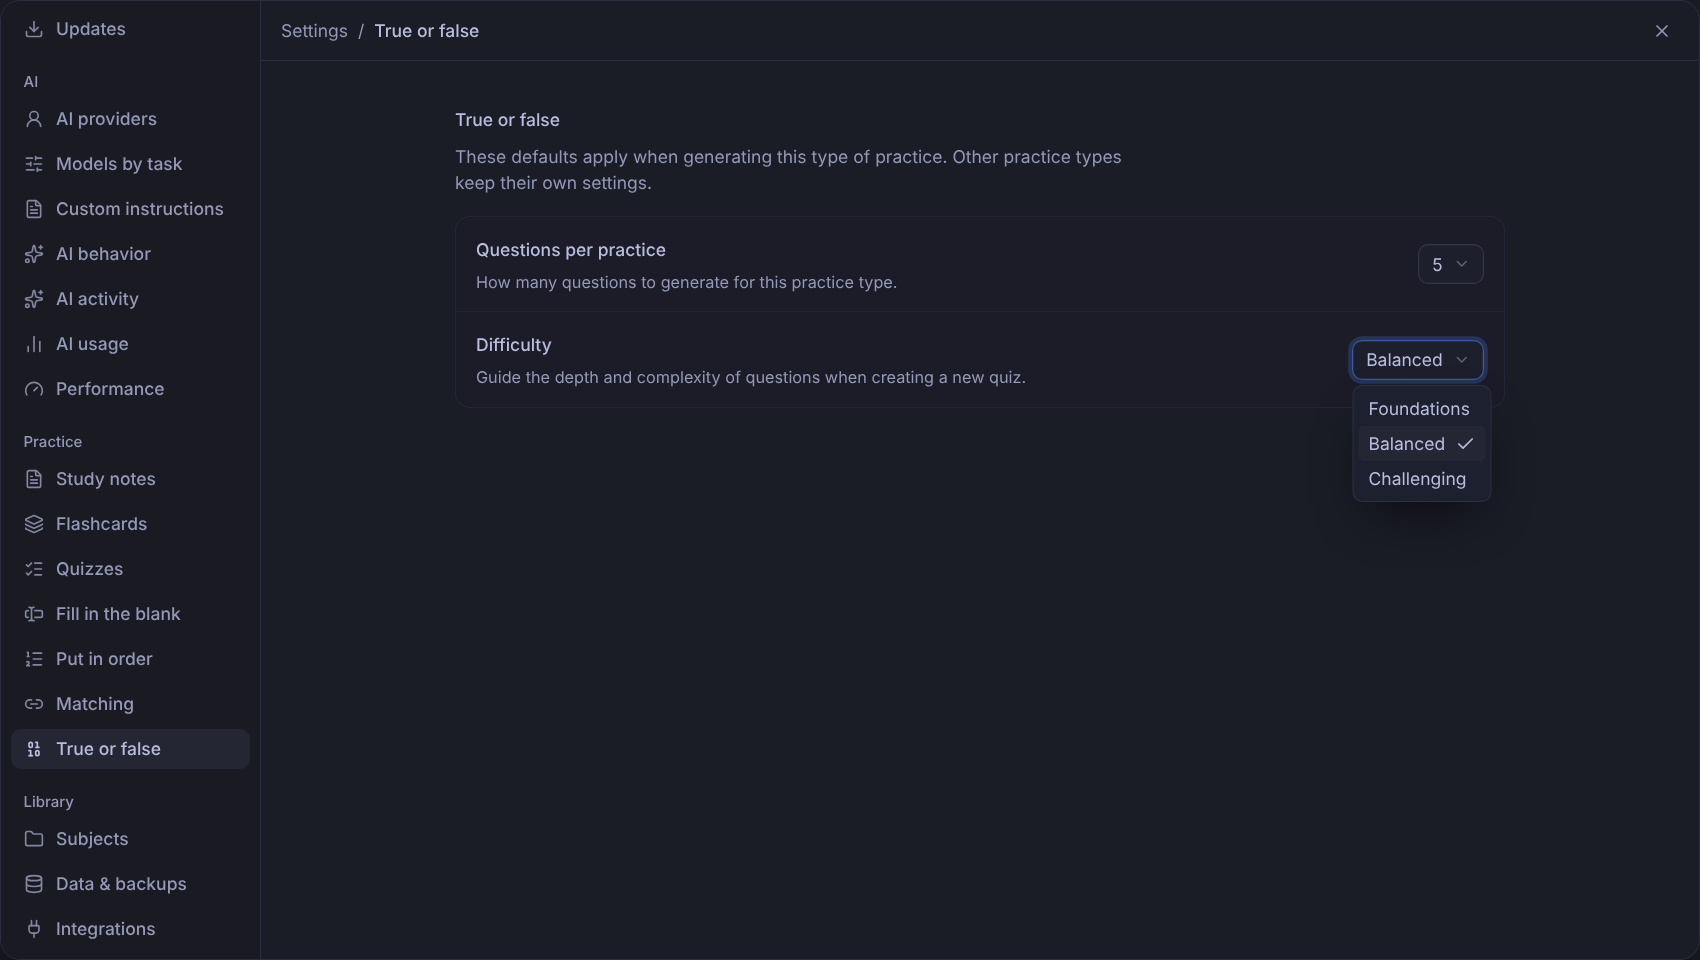 Updates
AI
AI providers
Models by task
Custom instructions
AI behavior
AI activity
AI usage
Performance
Practice
Study notes
Flashcards
Quizzes
Fill in the blank
Put in order
Matching
True or false
Library
Subjects
Data & backups
Integrations
Settings / True or false
True or false
These defaults apply when generating this type of practice. Other practice types
keep their own settings.
Questions per practice
How many questions to generate for this practice type.
5
Difficulty
Guide the depth and complexity of questions when creating a new quiz.
Balanced
Foundations
Balanced
Challenging